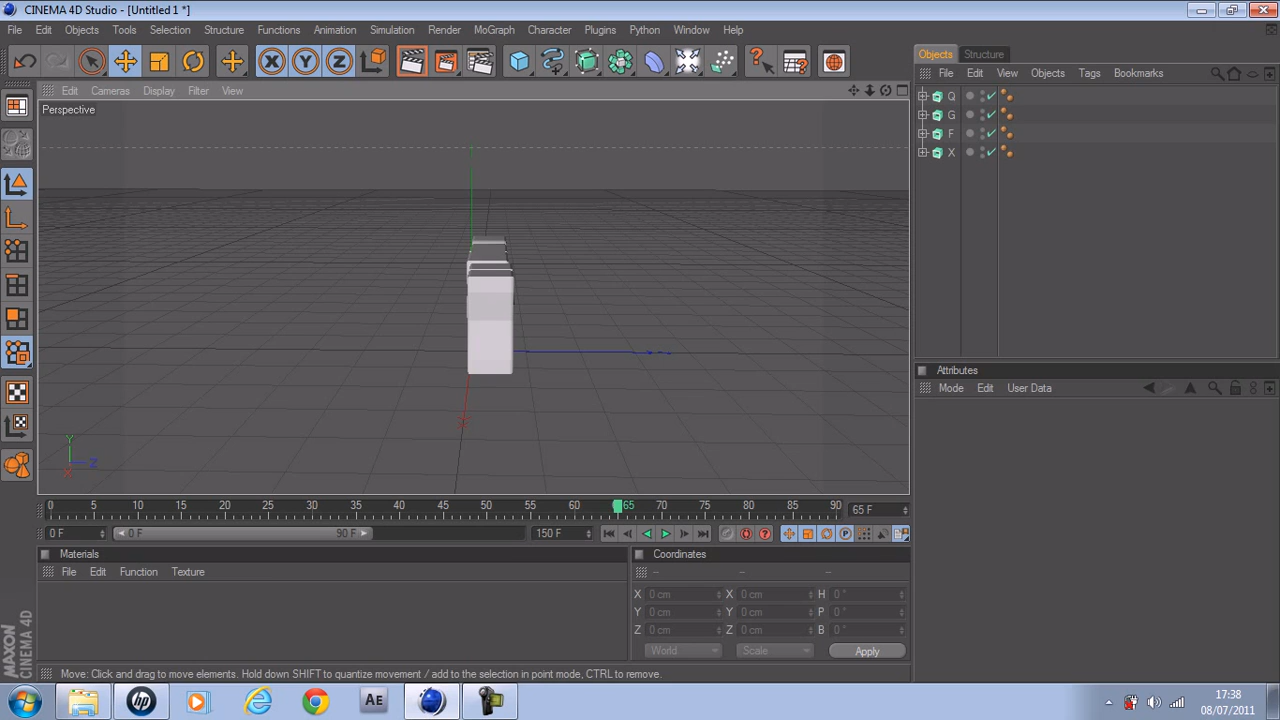 CINEMA 4D Studio - [Untitled 1 *]
File Edit Objects Tools Selection Structure Functions Animation Simulation Render MoGraph Character Plugins Python Window Help
X Y Z
Objects Structure
File Edit View Objects Tags Bookmarks
Edit Cameras Display Filter View
Perspective
Q
G
F
X
Attributes
Mode Edit User Data
Y
Z
X
0 5 10 15 20 25 30 35 40 45 50 55 60 65 70 75 80 85 90
65 F
0 F
0 F
90 F
150 F
P
Materials
File Edit Function Texture
Coordinates
-- -- --
X 0 cm X 0 cm H 0 °
Y 0 cm Y 0 cm P 0 °
Z 0 cm Z 0 cm B 0 °
World Scale Apply
MAXON
CINEMA 4D
Move: Click and drag to move elements. Hold down SHIFT to quantize movement / add to the selection in point mode, CTRL to remove.
hp
AE
17:38
08/07/2011